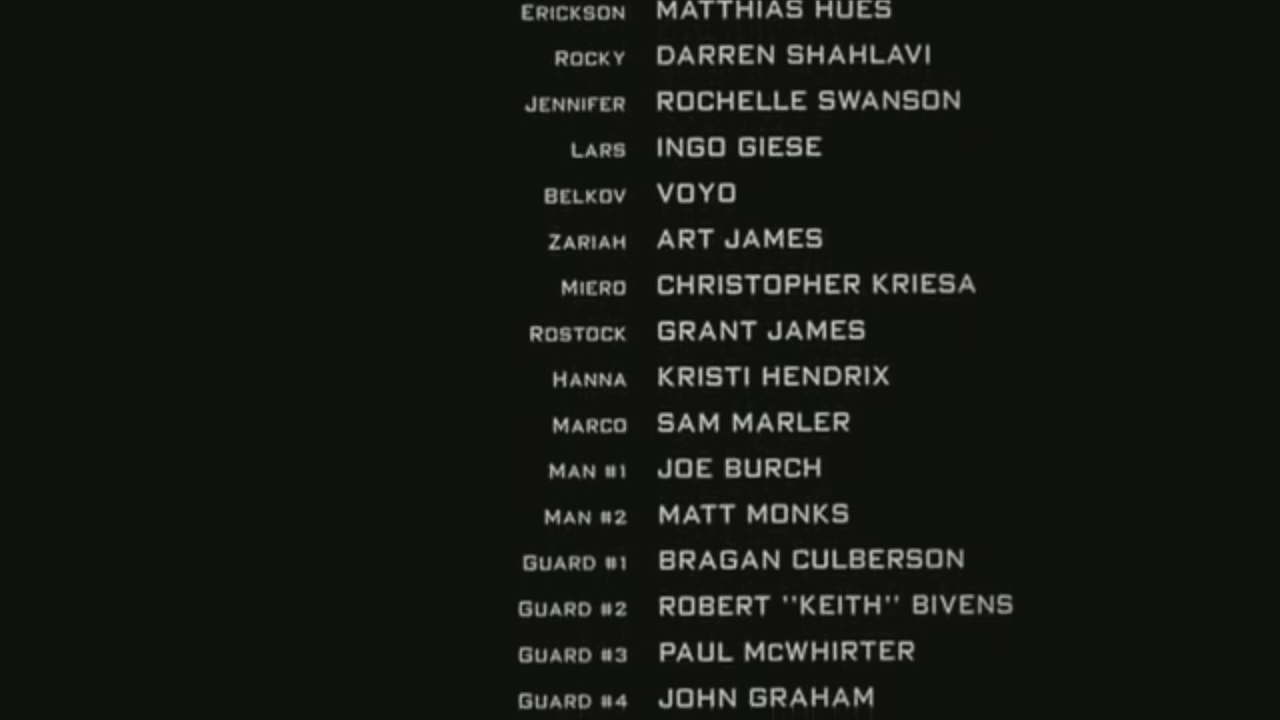 ERICKSON MATTHIAS HUES
ROCKY DARREN SHAHLAVI
JENNIFER ROCHELLE SWANSON
LARS INGO GIESE
BELKOV VOYO
ZARIAH ART JAMES
MIERO CHRISTOPHER KRIESA
ROSTOCK GRANT JAMES
HANNA KRISTI HENDRIX
MARCO SAM MARLER
MAN #1 JOE BURCH
MAN #2 MATT MONKS
GUARD #1 BRAGAN CULBERSON
GUARD #2 ROBERT "KEITH" BIVENS
GUARD #3 PAUL McWHIRTER
GUARD #4 JOHN GRAHAM